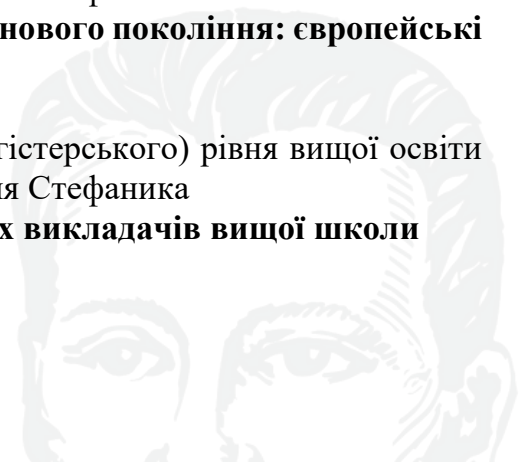 нового покоління: європейські
гістерського) рівня вищої освіти
ня Стефаника
х викладачів вищої школи